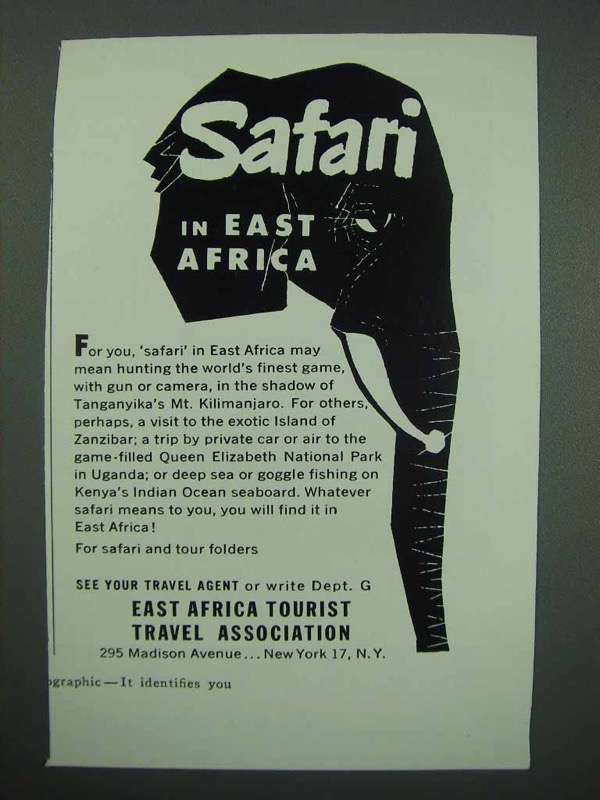 Safari
IN EAST
AFRICA
For you, 'safari' in East Africa may
mean hunting the world's finest game,
with gun or camera, in the shadow of
Tanganyika's Mt. Kilimanjaro. For others,
perhaps, a visit to the exotic Island of
Zanzibar; a trip by private car or air to the
game-filled Queen Elizabeth National Park
in Uganda; or deep sea or goggle fishing on
Kenya's Indian Ocean seaboard. Whatever
safari means to you, you will find it in
East Africa!
For safari and tour folders
SEE YOUR TRAVEL AGENT or write Dept. G
EAST AFRICA TOURIST
TRAVEL ASSOCIATION
295 Madison Avenue... New York 17, N.Y.
ographic—It identifies you